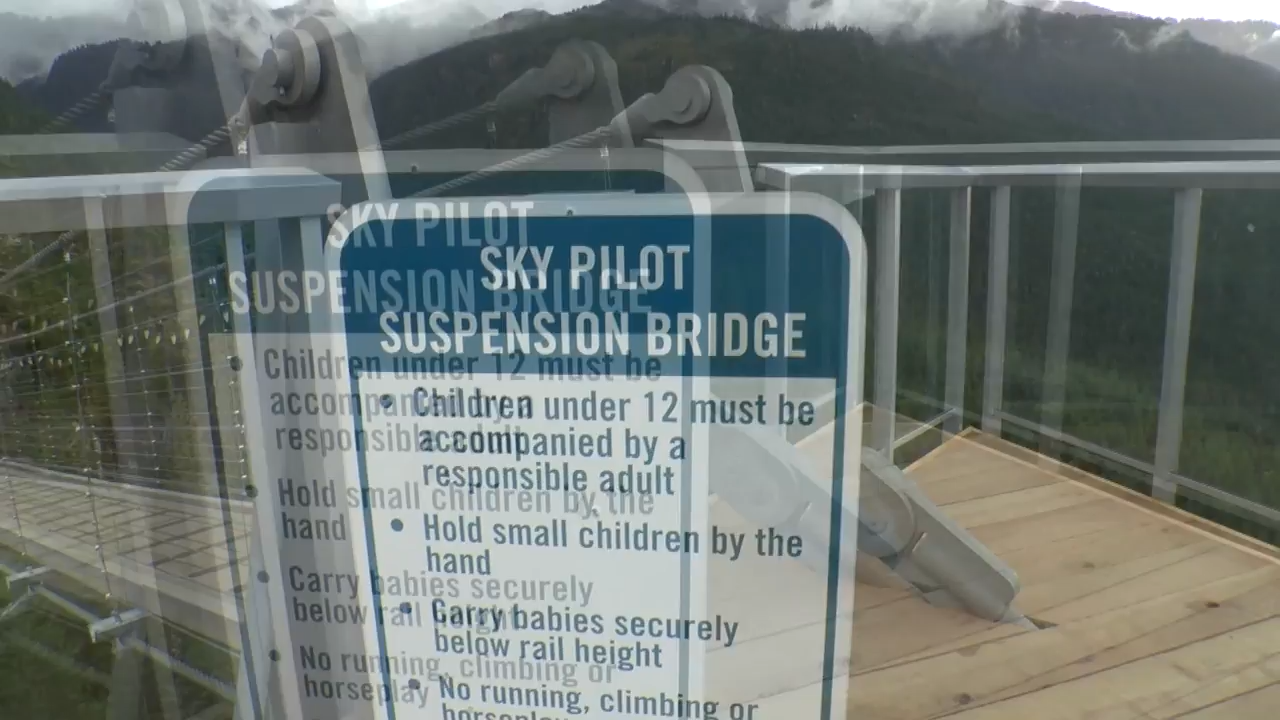 SKY PILOT
SUSPENSION BRIDGE
• Children under 12 must be
accompanied by a
responsible adult
• Hold small children by the
hand
• Carry babies securely
below rail height
• No running, climbing or
horseplay